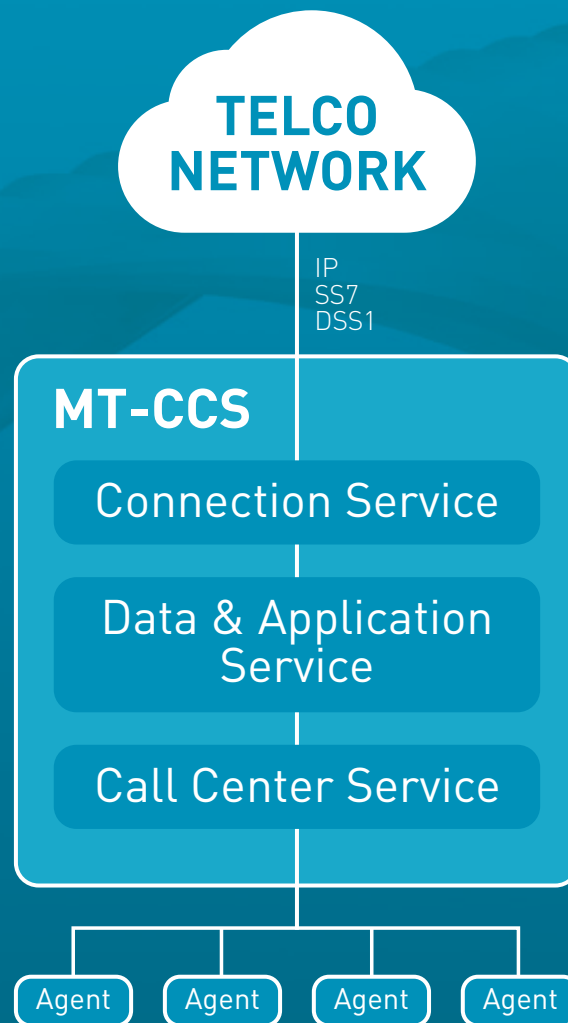 TELCO
NETWORK
IP
SS7
DSS1
MT-CCS
Connection Service
Data & Application
Service
Call Center Service
Agent Agent Agent Agent